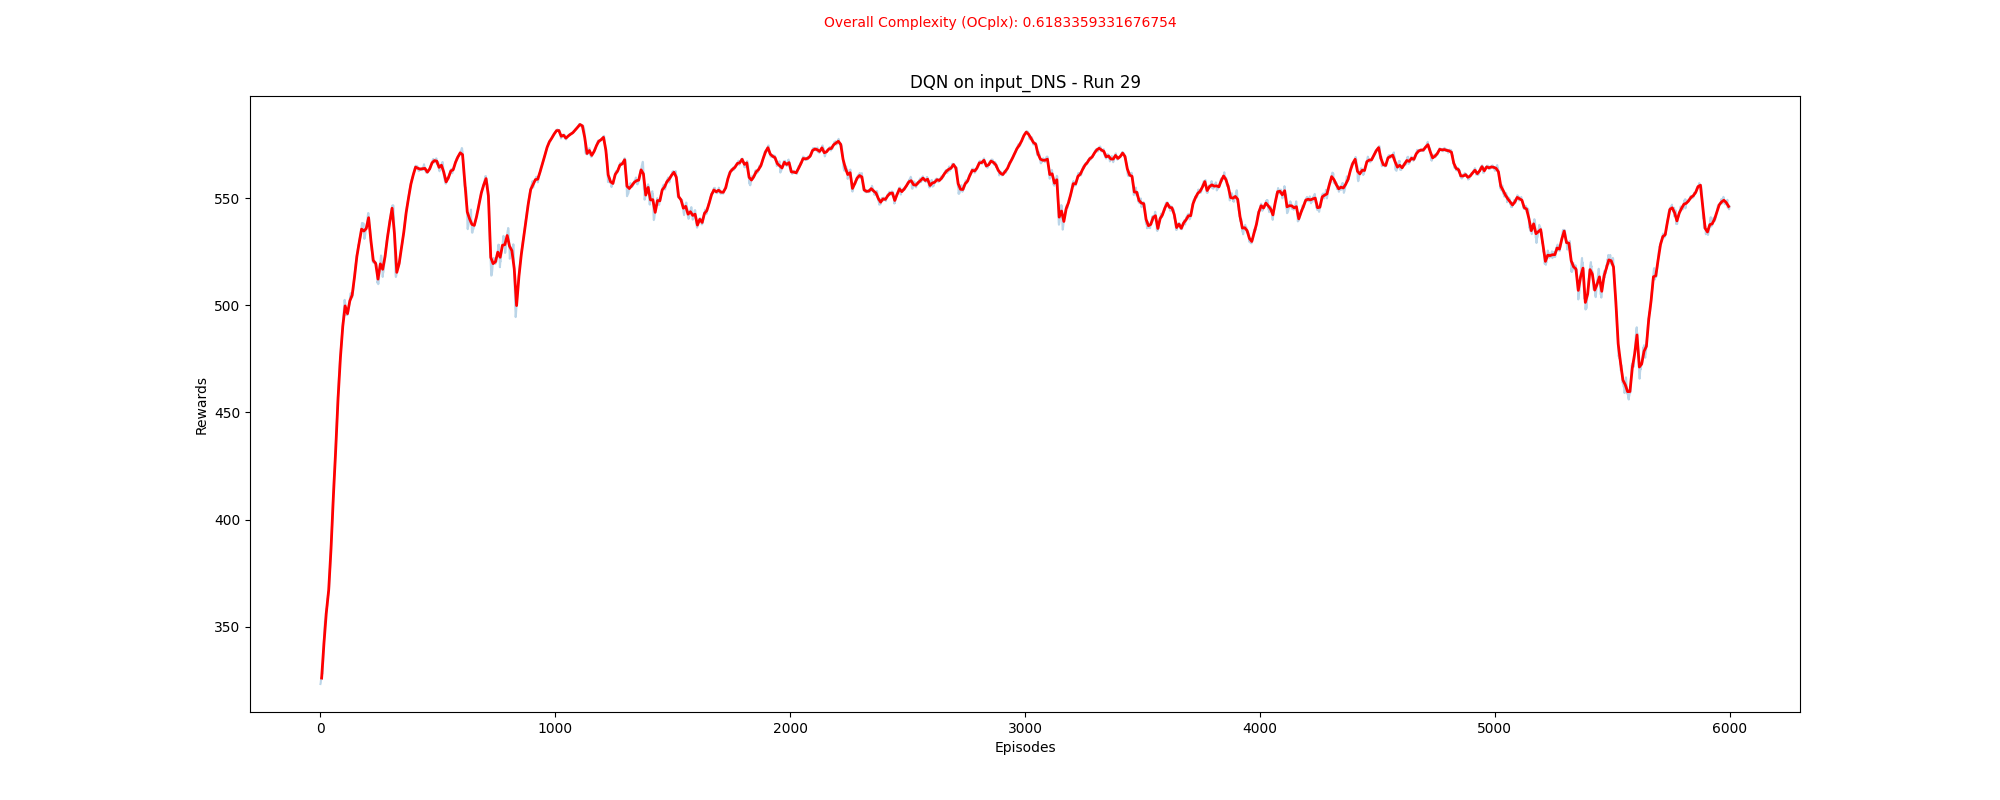 Overall Complexity (OCplx): 0.6183359331676754
DQN on input_DNS - Run 29
550
500
450
400
350
Rewards
0 1000 2000 3000 4000 5000 6000
Episodes